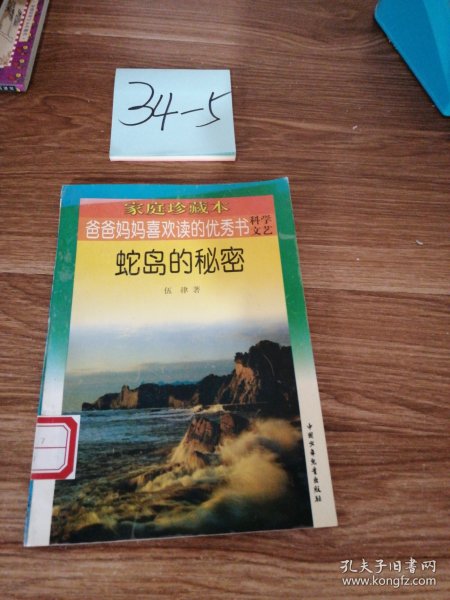 34-5
家庭珍藏本
爸爸妈妈喜欢读的优秀书
科学
文艺
蛇岛的秘密
伍律 著
7
中国少年儿童出版社
孔夫子旧书网
www.kongfz.com